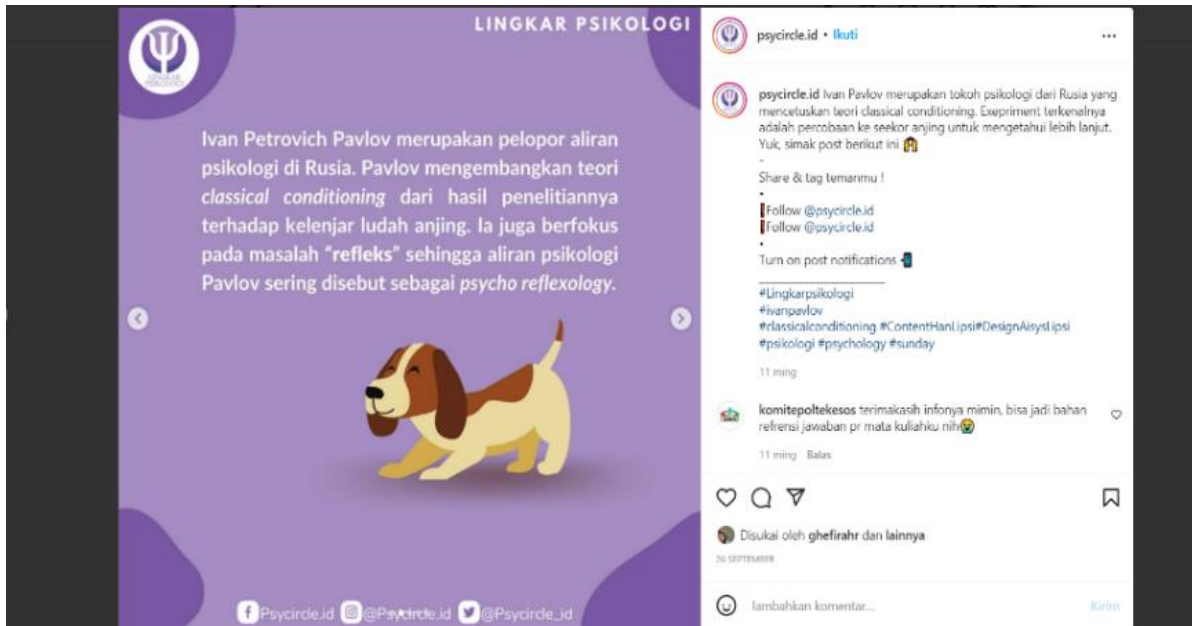 LINGKAR PSIKOLOGI
LINGKAR
PSIKOLOGI
Ivan Petrovich Pavlov merupakan pelopor aliran
psikologi di Rusia. Pavlov mengembangkan teori
classical conditioning dari hasil penelitiannya
terhadap kelenjar ludah anjing. Ia juga berfokus
pada masalah "refleks" sehingga aliran psikologi
Pavlov sering disebut sebagai psycho reflexology.
Psycircle.id @Psycircle.id @Psycircle_id
psycircle.id • Ikuti
psycircle.id Ivan Pavlov merupakan tokoh psikologi dari Rusia yang
mencetuskan teori classical conditioning. Exepriment terkenalnya
adalah percobaan ke seekor anjing untuk mengetahui lebih lanjut.
Yuk, simak post berikut ini
-
Share & tag temanmu !
•
Follow @psycircle.id
Follow @psycircle.id
•
Turn on post notifications
#Lingkarpsikologi
#ivanpavlov
#classicalconditioning #ContentHanLipsi#DesignAisysLipsi
#psikologi #psychology #sunday
11 ming
komitepoltekesos terimakasih infonya mimin, bisa jadi bahan
refrensi jawaban pr mata kuliahku nih
11 ming Balas
Disukai oleh ghefirahr dan lainnya
26 SEPTEMBER
Tambahkan komentar...
Kirim